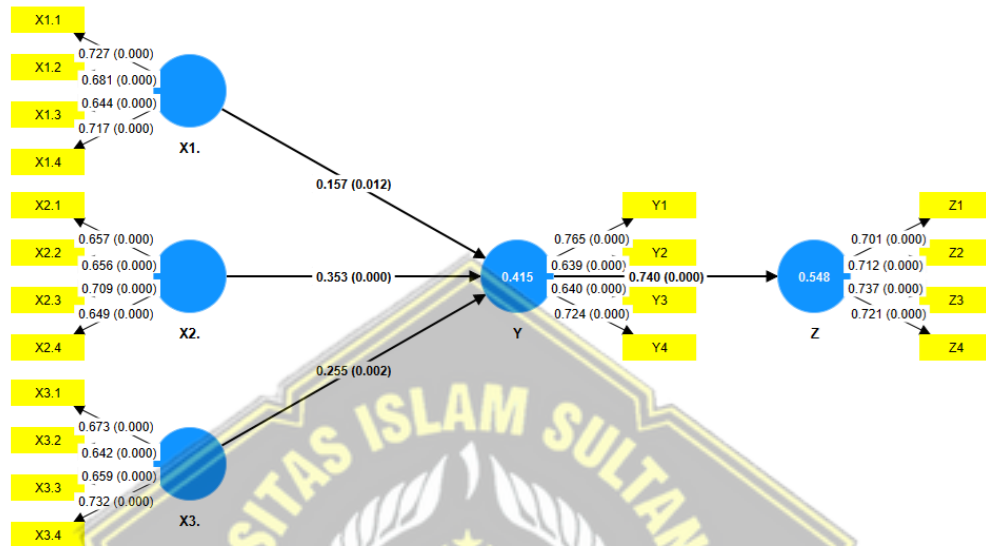 X1.1
0.727 (0.000)
X1.2
0.681 (0.000)
0.644 (0.000)
X1.3
0.717 (0.000)
X1.4
X1.
0.157 (0.012)
X2.1
0.657 (0.000)
X2.2
0.656 (0.000)
0.709 (0.000)
X2.3
0.649 (0.000)
X2.4
X2.
0.353 (0.000)
X3.1
0.673 (0.000)
X3.2
0.642 (0.000)
0.659 (0.000)
X3.3
0.732 (0.000)
X3.4
X3.
0.255 (0.002)
0.415
Y
Y1
0.765 (0.000)
Y2
0.639 (0.000)
0.740 (0.000)
0.640 (0.000)
Y3
0.724 (0.000)
Y4
0.548
Z
Z1
0.701 (0.000)
Z2
0.712 (0.000)
0.737 (0.000)
Z3
0.721 (0.000)
Z4
SITAS ISLAM SULTAN